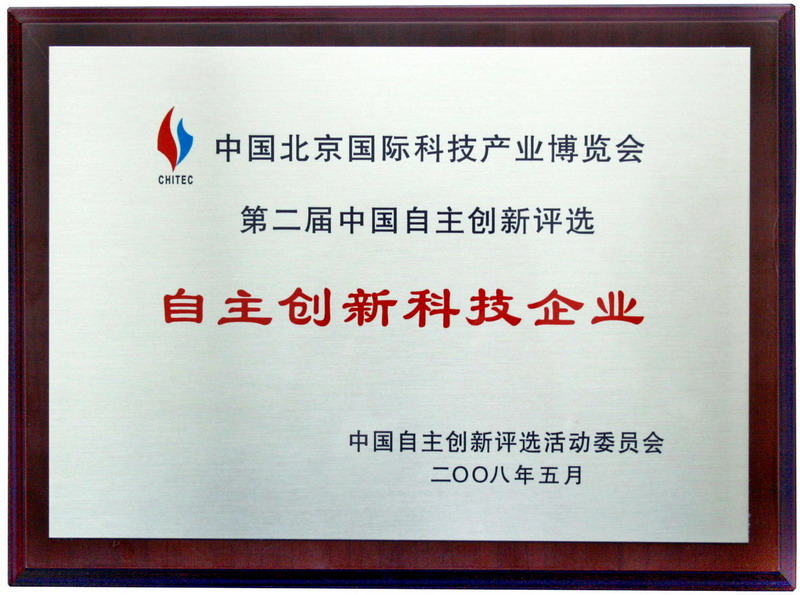 CHITEC
中国北京国际科技产业博览会
第二届中国自主创新评选
自主创新科技企业
中国自主创新评选活动委员会
二〇〇八年五月